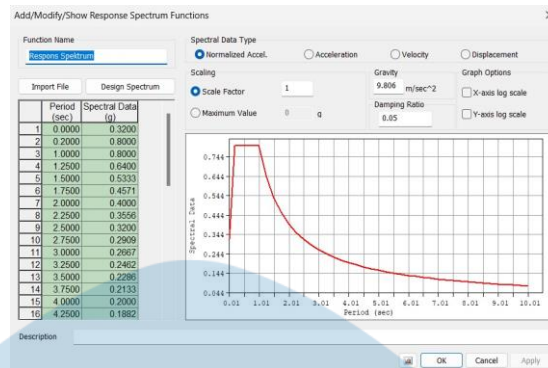 Add/Modify/Show Response Spectrum Functions
Function Name
Respons Spektrum
Import File
Design Spectrum
Spectral Data Type
Normalized Accel.
Acceleration
Velocity
Displacement
Scaling
Scale Factor
1
Maximum Value
0
g
Gravity
9.806 m/sec^2
Damping Ratio
0.05
Graph Options
X-axis log scale
Y-axis log scale
Period (sec) Spectral Data (g)
1 0.0000 0.3200
2 0.2000 0.8000
3 1.0000 0.8000
4 1.2500 0.6400
5 1.5000 0.5333
6 1.7500 0.4571
7 2.0000 0.4000
8 2.2500 0.3556
9 2.5000 0.3200
10 2.7500 0.2909
11 3.0000 0.2667
12 3.2500 0.2462
13 3.5000 0.2286
14 3.7500 0.2133
15 4.0000 0.2000
16 4.2500 0.1882
Spectral Data
0.744
0.644
0.544
0.444
0.344
0.244
0.144
0.044
0.01 1.01 2.01 3.01 4.01 5.01 6.01 7.01 8.01 9.01 10.01
Period (sec)
Description
OK
Cancel
Apply